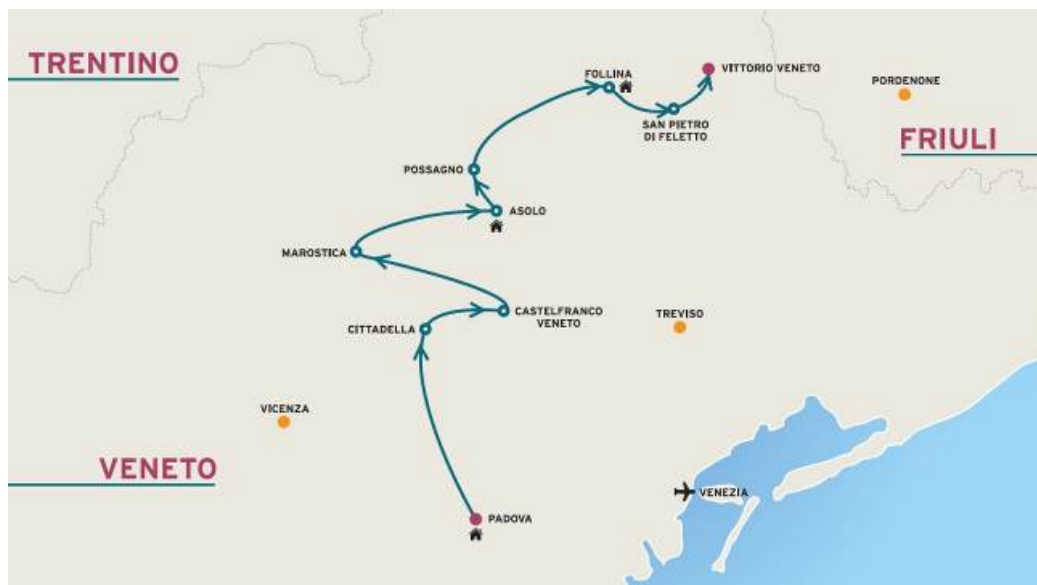 TRENTINO
FOLLINA
VITTORIO VENETO
PORDENONE
SAN PIETRO
DI FELETTO
FRIULI
POSSAGNO
ASOLO
MAROSTICA
CASTELFRANCO
VENETO
TREVISO
CITTADELLA
VICENZA
VENETO
VENEZIA
PADOVA